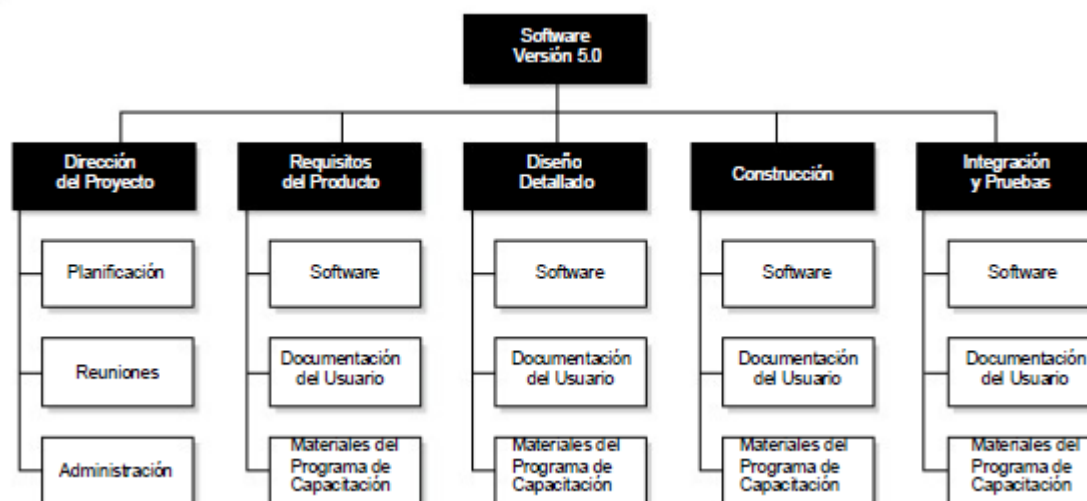 Software
Versión 5.0
Dirección
del Proyecto
Requisitos
del Producto
Diseño
Detallado
Construcción
Integración
y Pruebas
Planificación
Software
Software
Software
Software
Reuniones
Documentación
del Usuario
Documentación
del Usuario
Documentación
del Usuario
Documentación
del Usuario
Administración
Materiales del
Programa de
Capacitación
Materiales del
Programa de
Capacitación
Materiales del
Programa de
Capacitación
Materiales del
Programa de
Capacitación